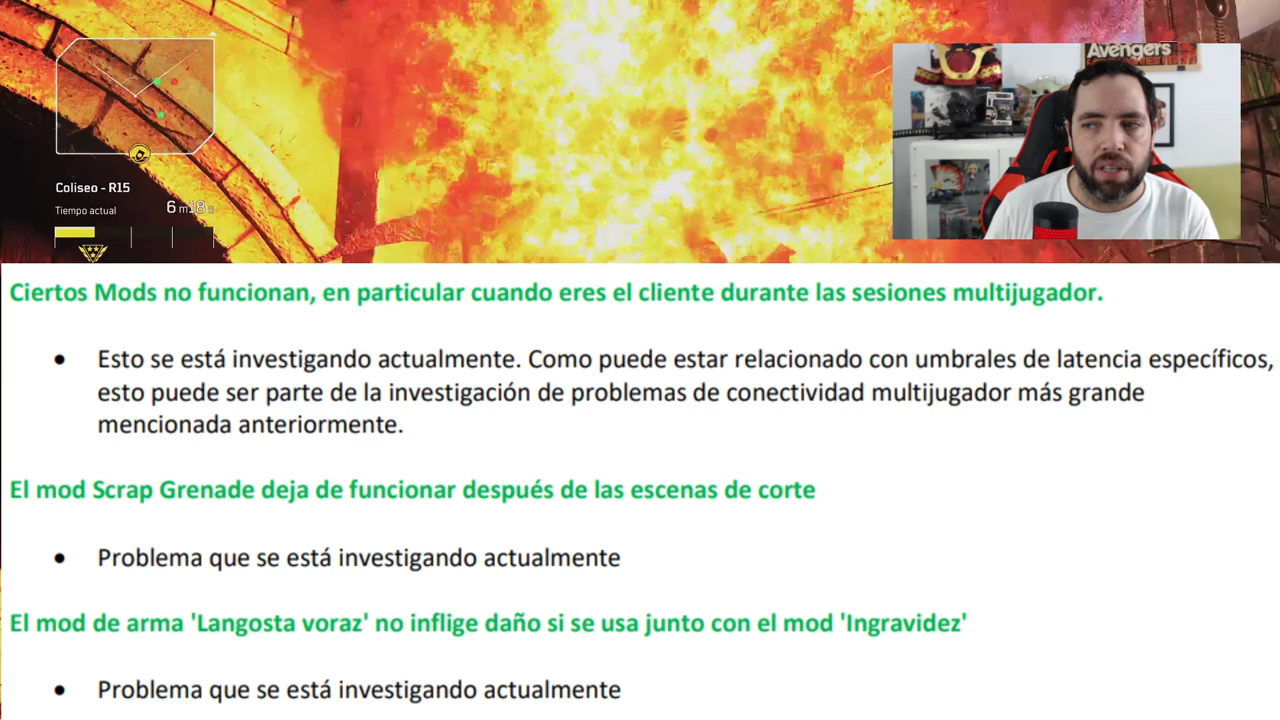 Avengers
Coliseo - R15
Tiempo actual 6 m18s
Ciertos Mods no funcionan, en particular cuando eres el cliente durante las sesiones multijugador.
• Esto se está investigando actualmente. Como puede estar relacionado con umbrales de latencia específicos,
esto puede ser parte de la investigación de problemas de conectividad multijugador más grande
mencionada anteriormente.
El mod Scrap Grenade deja de funcionar después de las escenas de corte
• Problema que se está investigando actualmente
El mod de arma 'Langosta voraz' no inflige daño si se usa junto con el mod 'Ingravidez'
• Problema que se está investigando actualmente